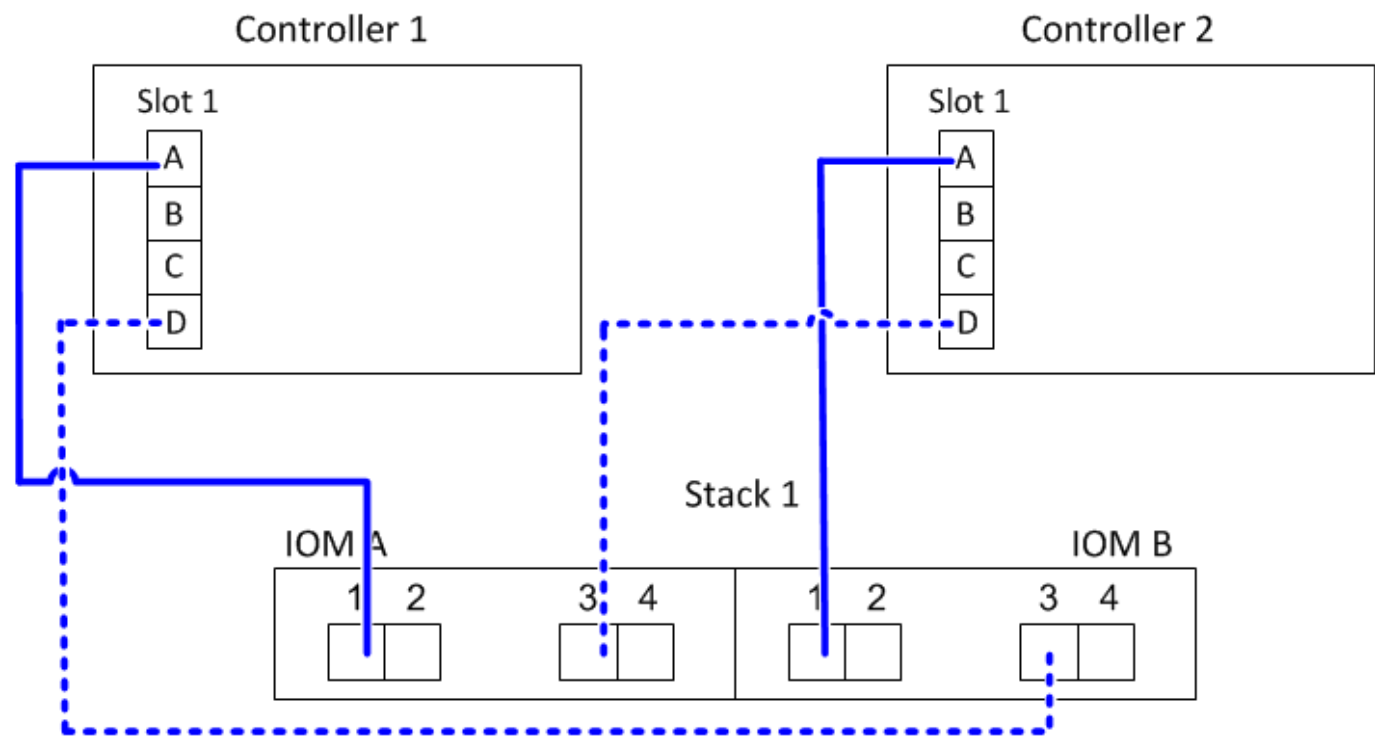 Controller 1
Controller 2
Slot 1
A
B
C
D
Slot 1
A
B
C
D
Stack 1
IOM A
IOM B
1 2 3 4
1 2 3 4